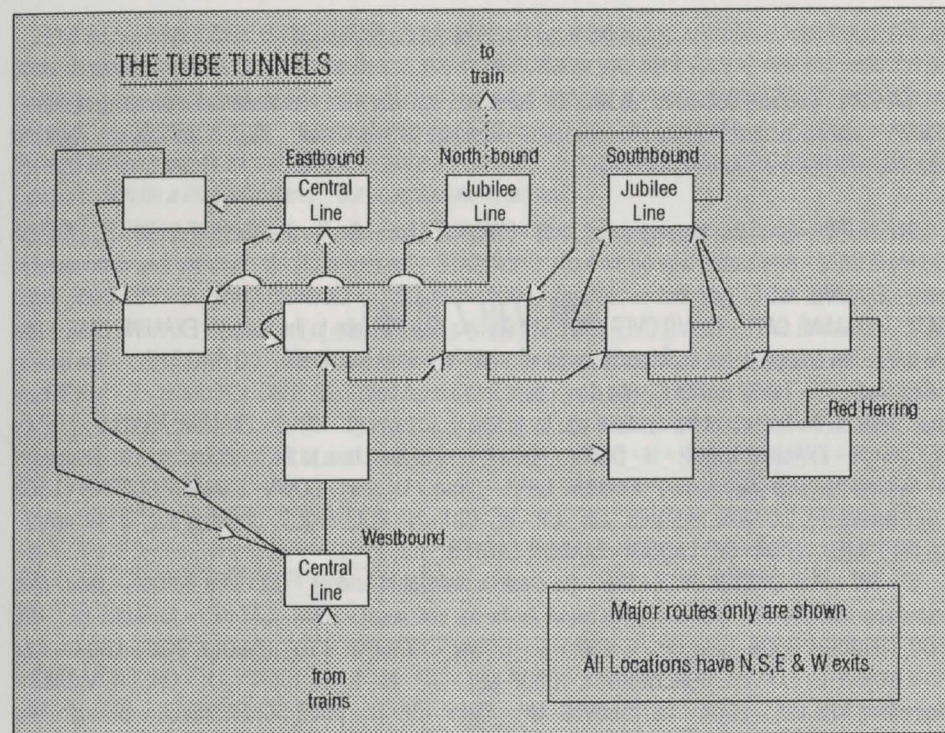 to
train
THE TUBE TUNNELS
Eastbound
North-bound
Southbound
Central
Line
Jubilee
Line
Jubilee
Line
Red Herring
Westbound
Central
Line
from
trains
Major routes only are shown
All Locations have N,S,E & W exits.